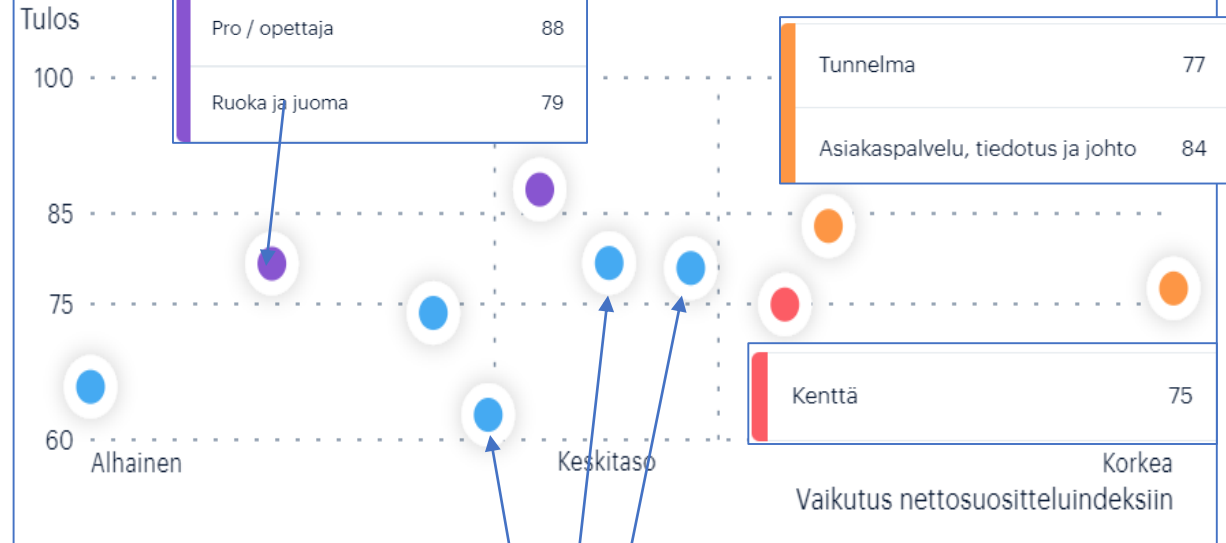 Tulos
Pro / opettaja 88
Ruoka ja juoma 79
Tunnelma 77
Asiakaspalvelu, tiedotus ja johto 84
100
85
75
Kenttä 75
60
Alhainen Keskitaso Korkea
Vaikutus nettosuositteluindeksiin